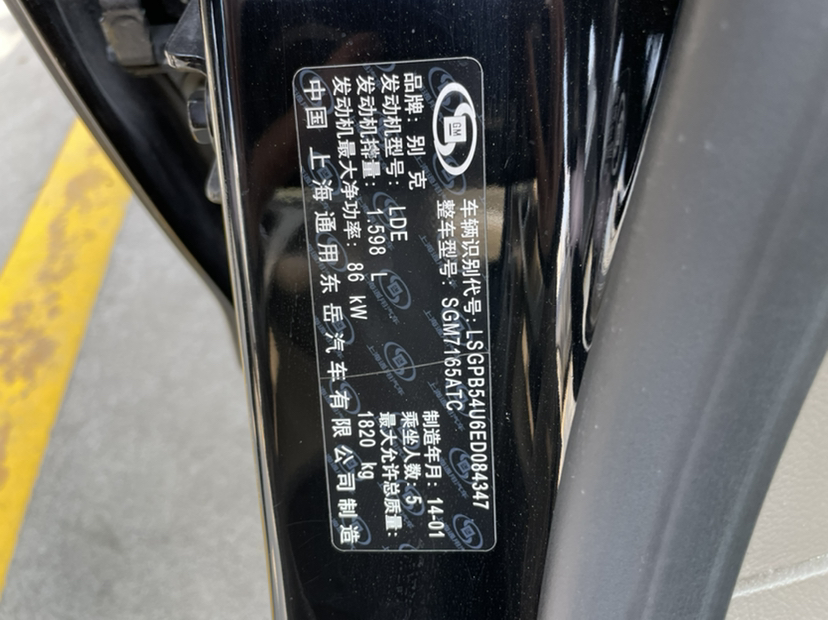 GM
车辆识别代号:LSGPB54U6ED084347
整车型号: SGM7165ATC
品牌: 别 克
制造年月: 14-01
发动机型号: LDE
乘坐人数: 5
发动机排量: 1.598 L
最大允许总质量:
发动机最大净功率: 86 kW
1820 kg
中国 上海通用东岳汽车有限公司制造